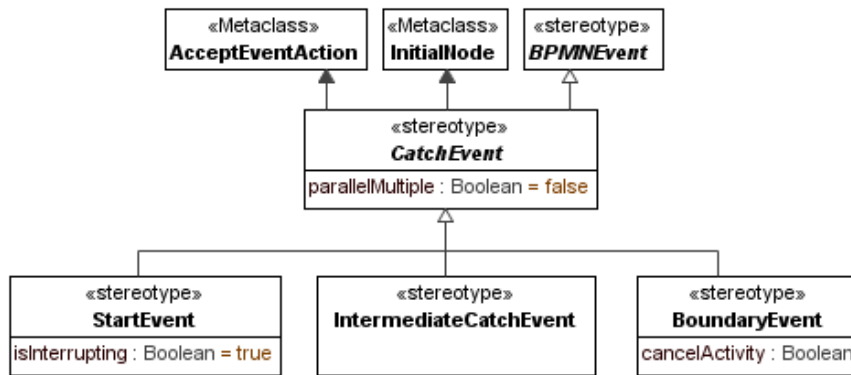 «Metaclass»
AcceptEventAction
«Metaclass»
InitialNode
«stereotype»
BPMNEvent
«stereotype»
CatchEvent
parallelMultiple : Boolean = false
«stereotype»
StartEvent
isInterrupting : Boolean = true
«stereotype»
IntermediateCatchEvent
«stereotype»
BoundaryEvent
cancelActivity : Boolean